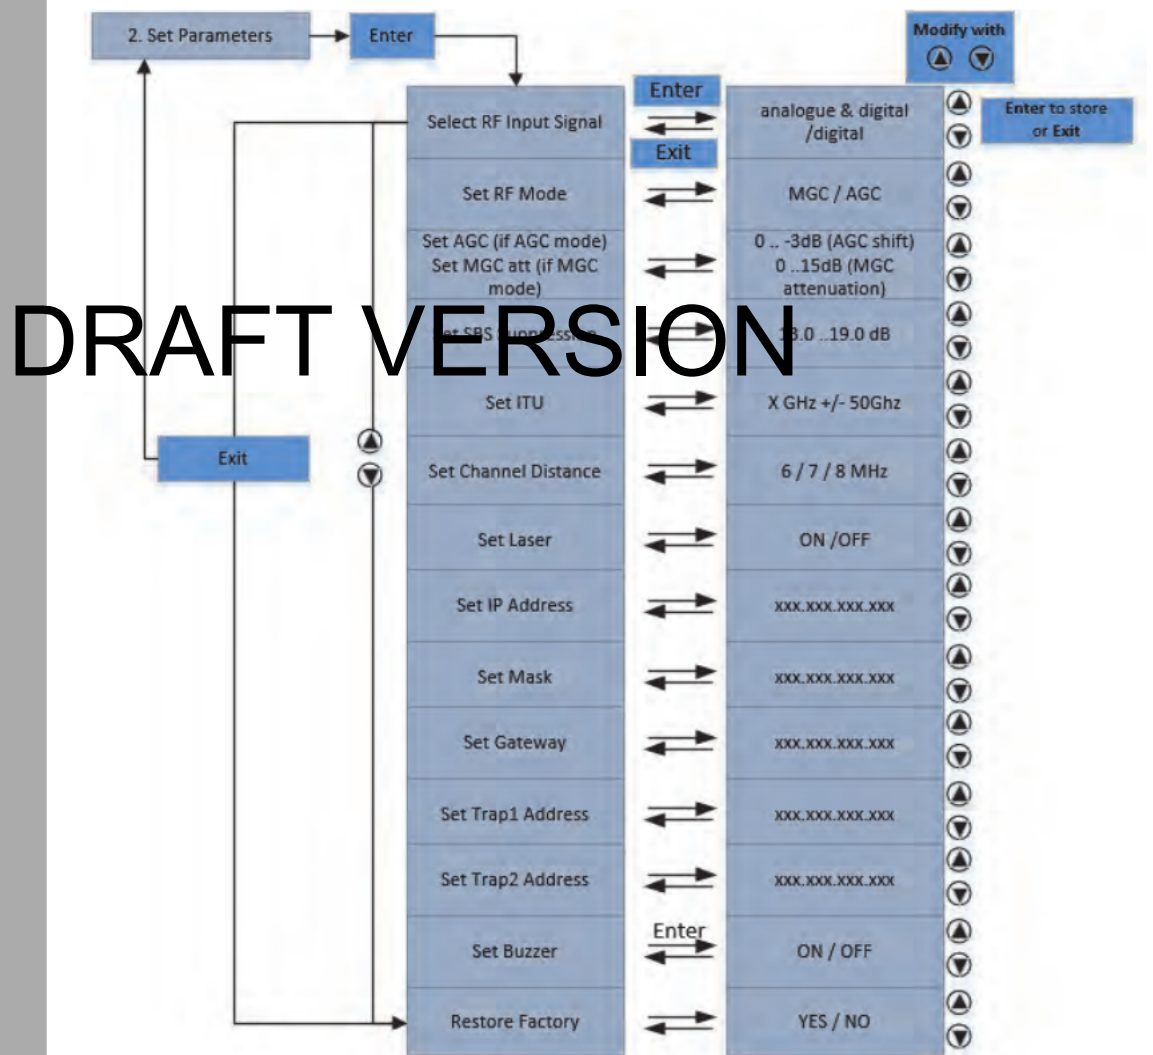 2. Set Parameters
Enter
Modify with
Select RF Input Signal
Enter
Exit
analogue & digital
/digital
Enter to store
or Exit
Set RF Mode
MGC / AGC
Set AGC (if AGC mode)
Set MGC att (if MGC
mode)
0 .. -3dB (AGC shift)
0 ..15dB (MGC
attenuation)
DRAFT VERSION
Set SBS Suppression
13.0 ..19.0 dB
Set ITU
X GHz +/- 50Ghz
Exit
Set Channel Distance
6 / 7 / 8 MHz
Set Laser
ON /OFF
Set IP Address
xxx.xxx.xxx.xxx
Set Mask
xxx.xxx.xxx.xxx
Set Gateway
xxx.xxx.xxx.xxx
Set Trap1 Address
xxx.xxx.xxx.xxx
Set Trap2 Address
xxx.xxx.xxx.xxx
Set Buzzer
Enter
ON / OFF
Restore Factory
YES / NO